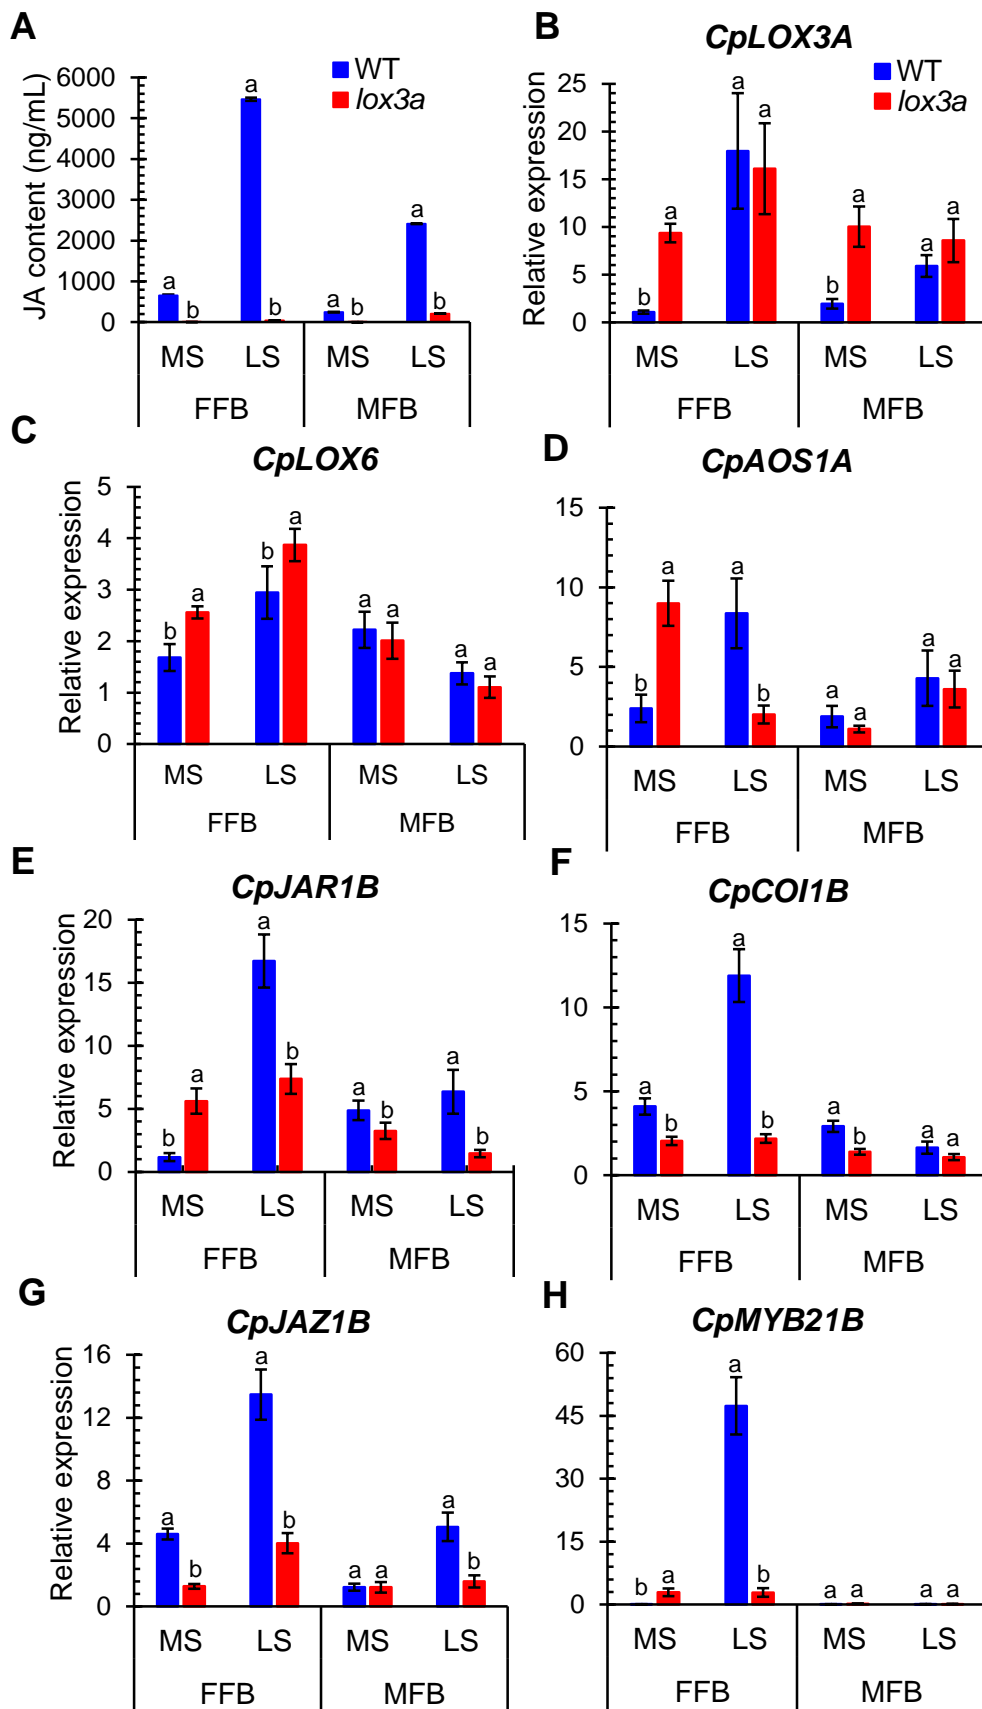 A
JA content (ng/mL)
6000
5000
4000
3000
2000
1000
0
WT
lox3a
a b a b a b a b
MS LS MS LS
FFB MFB
B
CpLOX3A
Relative expression
25
20
15
10
5
0
WT
lox3a
b a a a b a a a
MS LS MS LS
FFB MFB
C
CpLOX6
Relative expression
5
4
3
2
1
0
b a b a a a a a
MS LS MS LS
FFB MFB
D
CpAOS1A
15
10
5
0
b a a b a a a a
MS LS MS LS
FFB MFB
E
CpJAR1B
Relative expression
20
15
10
5
0
b a a b a b a b
MS LS MS LS
FFB MFB
F
CpCOI1B
15
10
5
0
a b a b a b a a
MS LS MS LS
FFB MFB
G
CpJAZ1B
Relative expression
16
12
8
4
0
a b a b a a a b
MS LS MS LS
FFB MFB
H
CpMYB21B
60
45
30
15
0
b a a b a a a a
MS LS MS LS
FFB MFB